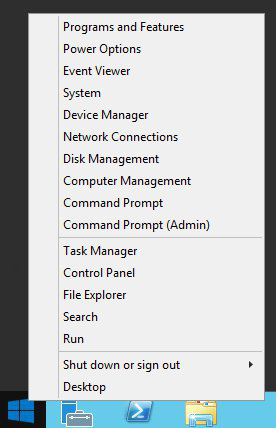 Programs and Features
Power Options
Event Viewer
System
Device Manager
Network Connections
Disk Management
Computer Management
Command Prompt
Command Prompt (Admin)
Task Manager
Control Panel
File Explorer
Search
Run
Shut down or sign out
Desktop